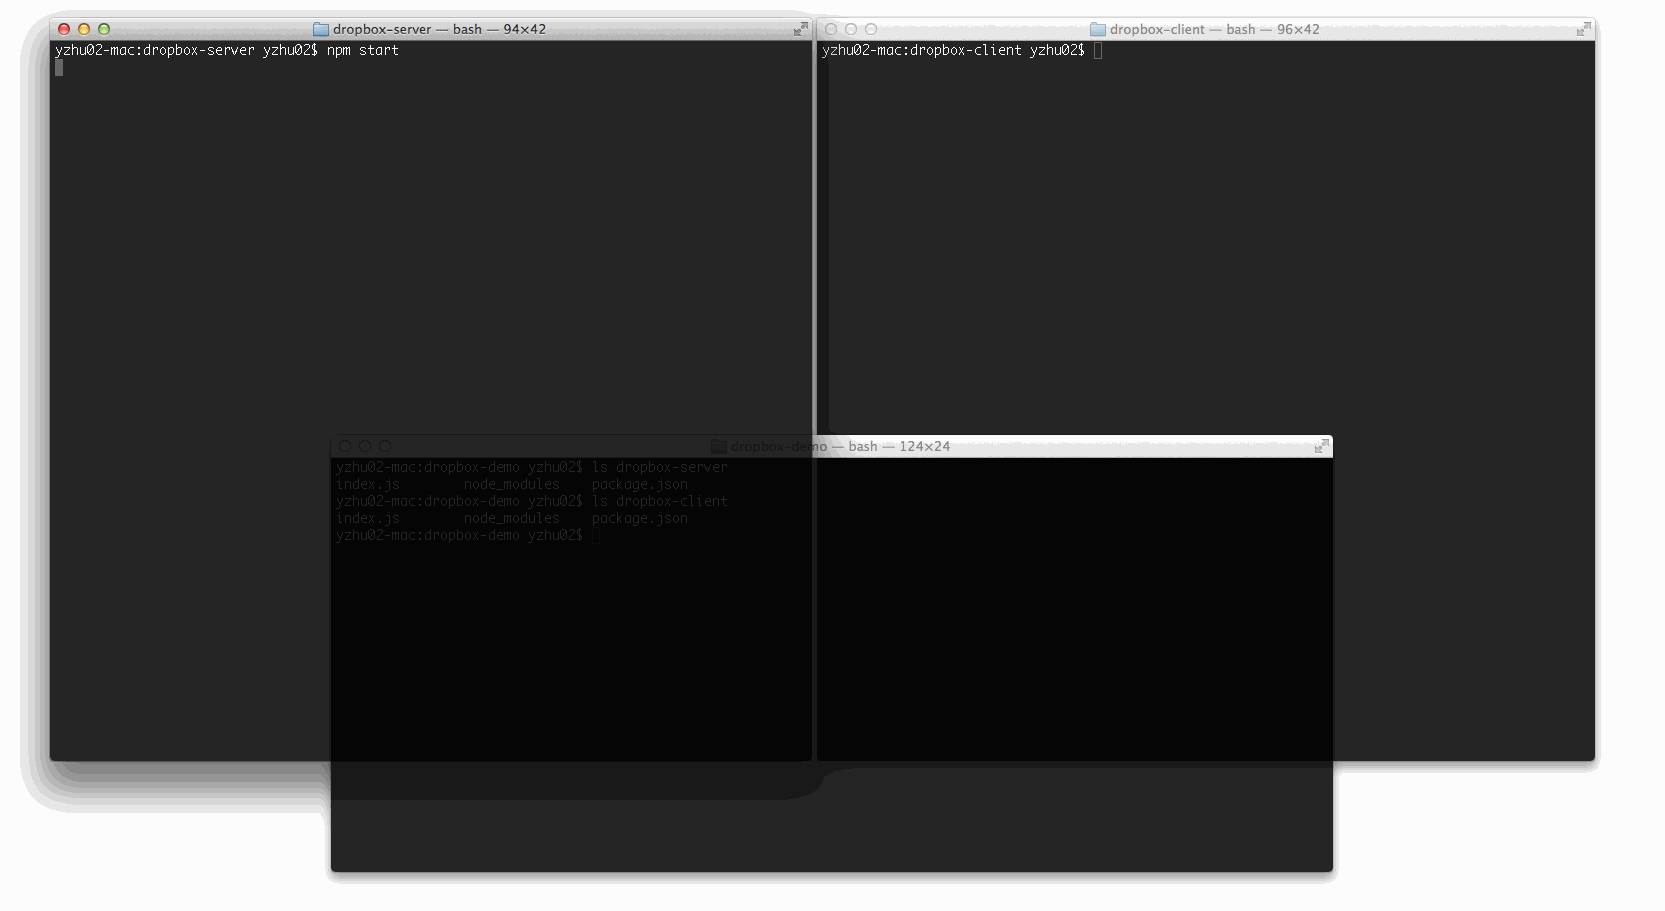 dropbox-server — bash — 94×42
yzhu02-mac:dropbox-server yzhu02$ npm start
dropbox-client — bash — 96×42
yzhu02-mac:dropbox-client yzhu02$
dropbox-demo — bash — 124×24
yzhu02-mac:dropbox-demo yzhu02$ ls dropbox-server
index.js node_modules package.json
yzhu02-mac:dropbox-demo yzhu02$ ls dropbox-client
index.js node_modules package.json
yzhu02-mac:dropbox-demo yzhu02$